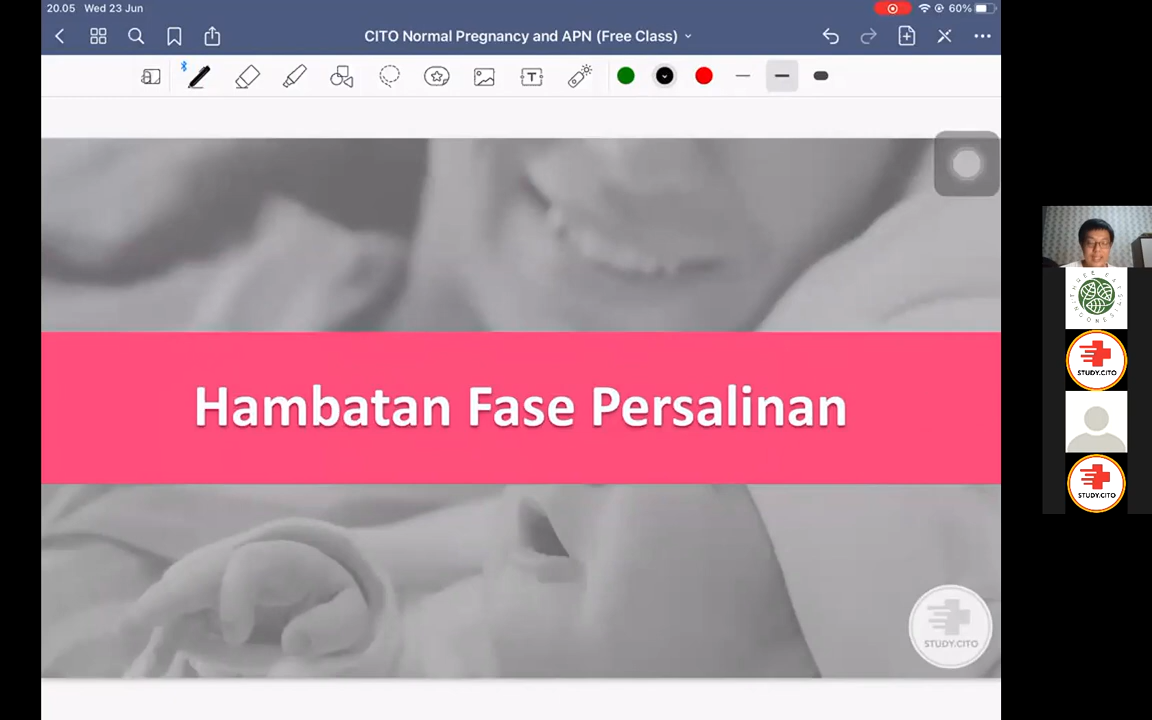 20.05 Wed 23 Jun
60%
CITO Normal Pregnancy and APN (Free Class)
T
Hambatan Fase Persalinan
STUDY.CITO
STUDY.CITO
STUDY.CITO